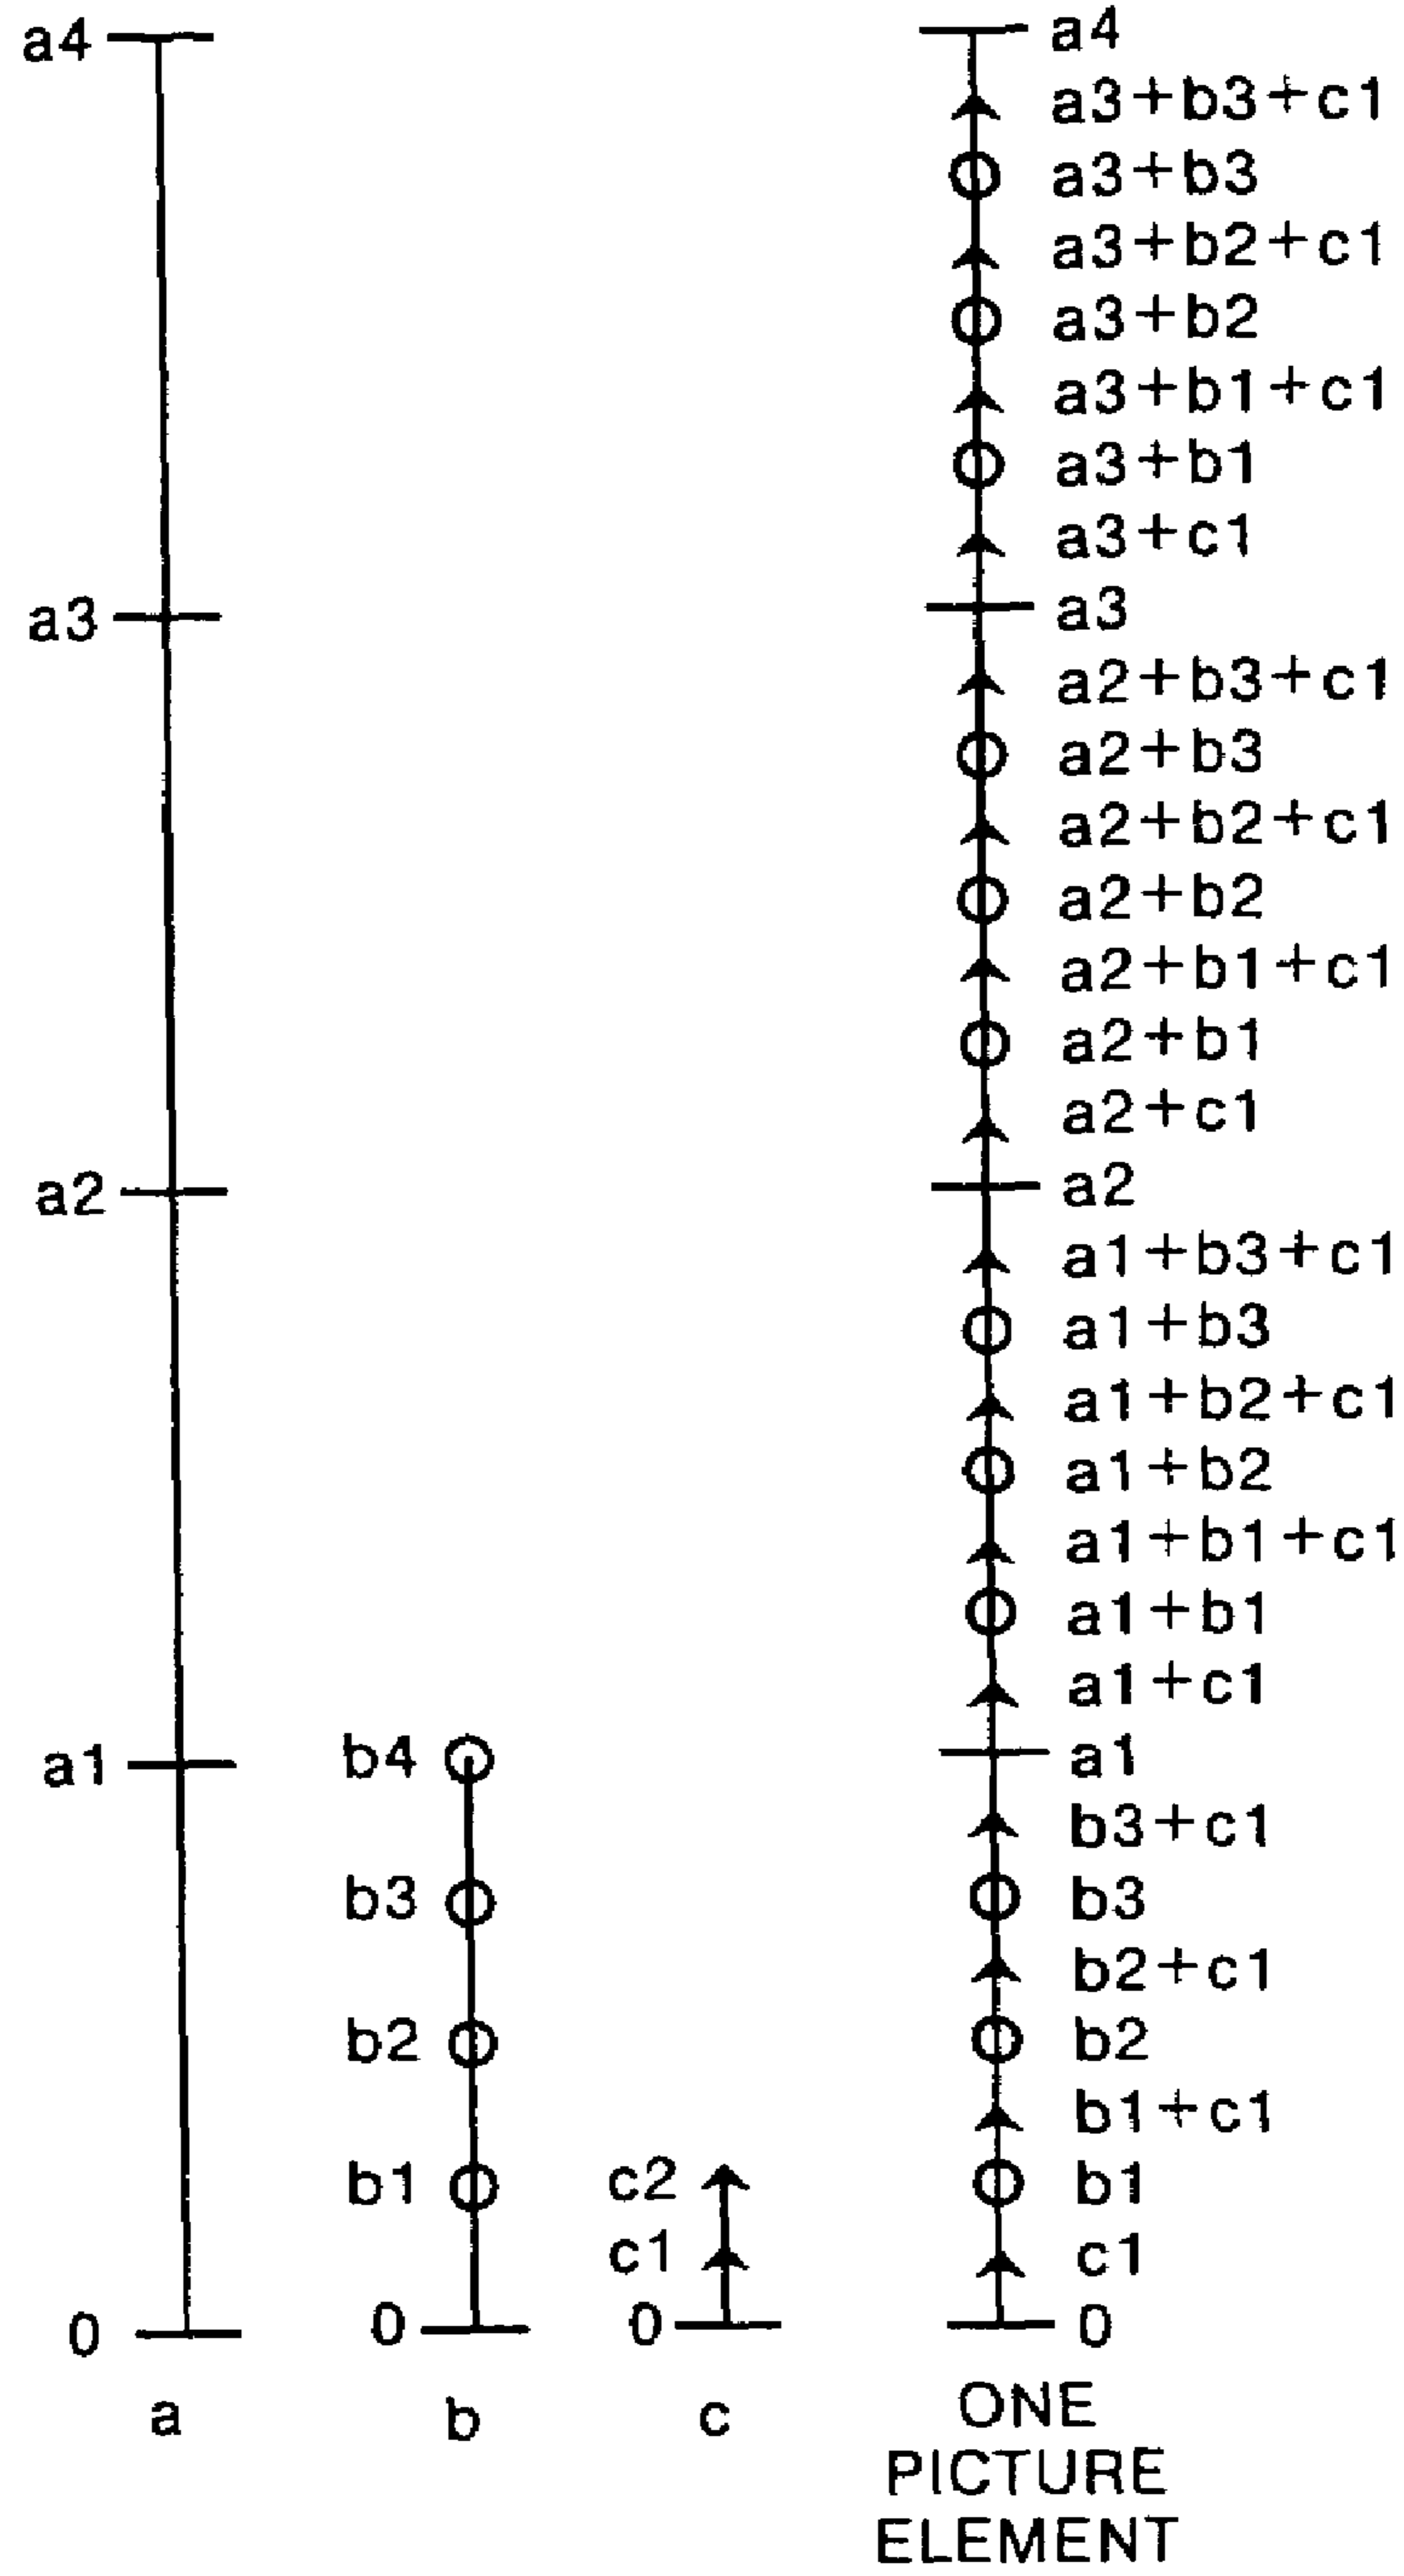 a4
a3
a2
a1
0
a
b4
b3
b2
b1
0
b
c2
c1
0
c
a4
a3+b3+c1
a3+b3
a3+b2+c1
a3+b2
a3+b1+c1
a3+b1
a3+c1
a3
a2+b3+c1
a2+b3
a2+b2+c1
a2+b2
a2+b1+c1
a2+b1
a2+c1
a2
a1+b3+c1
a1+b3
a1+b2+c1
a1+b2
a1+b1+c1
a1+b1
a1+c1
a1
b3+c1
b3
b2+c1
b2
b1+c1
b1
c1
0
ONE
PICTURE
ELEMENT